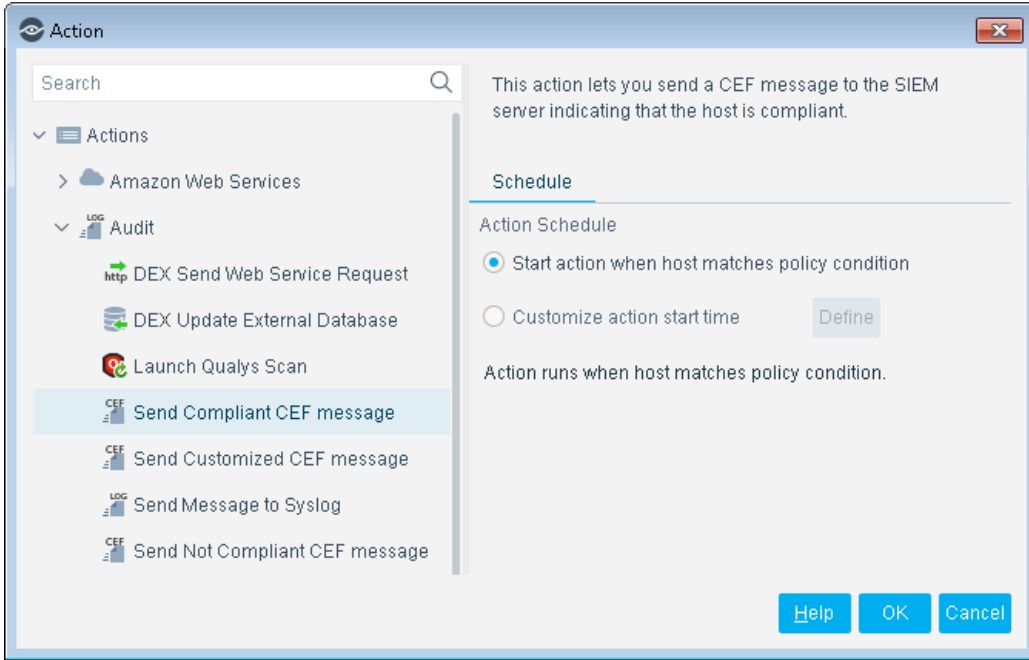 Action
Search
Actions
Amazon Web Services
LOG
Audit
http DEX Send Web Service Request
DEX Update External Database
Launch Qualys Scan
CEF
Send Compliant CEF message
CEF
Send Customized CEF message
LOG
Send Message to Syslog
CEF
Send Not Compliant CEF message
This action lets you send a CEF message to the SIEM
server indicating that the host is compliant.
Schedule
Action Schedule
Start action when host matches policy condition
Customize action start time Define
Action runs when host matches policy condition.
Help OK Cancel